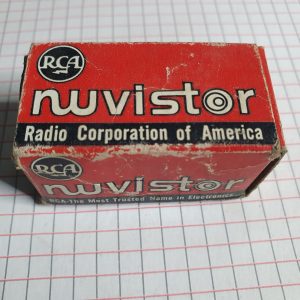 RCA
nuvistor
Radio Corporation of America
RCA
nuvistor
RCA-The Most Trusted Name in Electronics